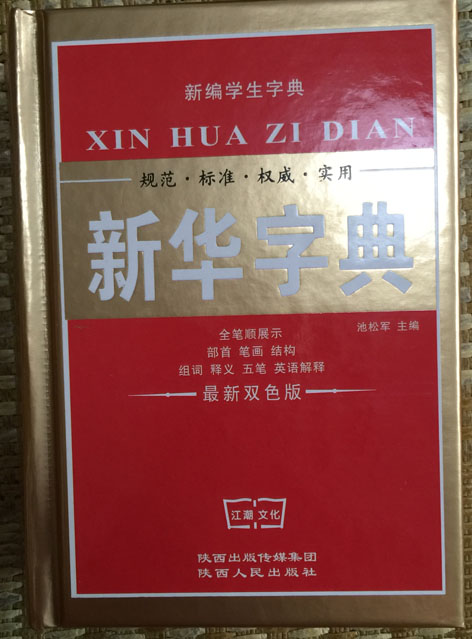 新编学生字典
XIN HUA ZI DIAN
规范·标准·权威·实用
新华字典
池松军 主编
全笔顺展示
部首 笔画 结构
组词 释义 五笔 英语解释
最新双色版
江潮 文化
陕西出版传媒集团
陕西人民出版社